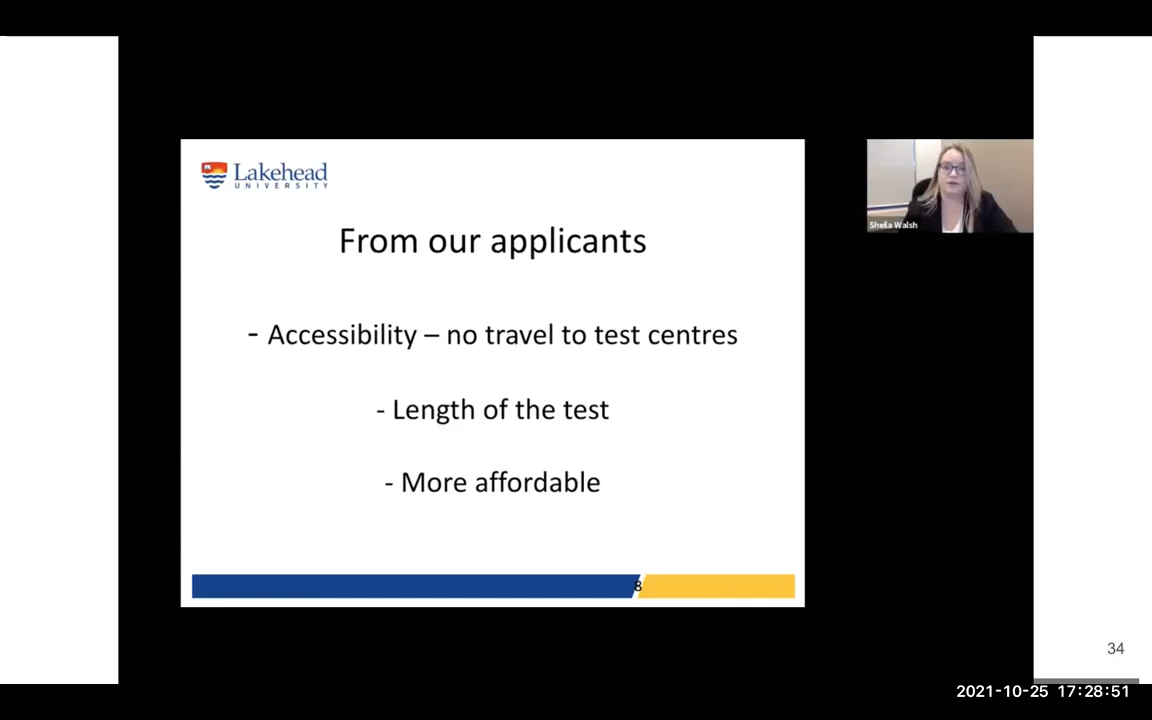 Lakehead
UNIVERSITY
From our applicants
- Accessibility – no travel to test centres
- Length of the test
- More affordable
8
Sheila Walsh
34
2021-10-25 17:28:51